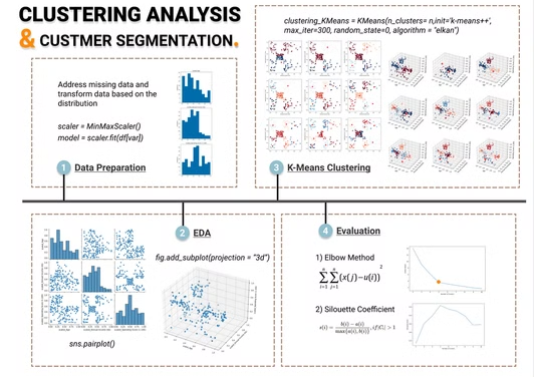 CLUSTERING ANALYSIS
& CUSTMER SEGMENTATION.
Address missing data and
transform data based on the
distribution
scaler = MinMaxScaler()
model = scaler.fit(df[var])
1 Data Preparation
clustering_KMeans = KMeans(n_clusters= n,init='k-means++',
max_iter=300, random_state=0, algorithm = "elkan")
3 K-Means Clustering
2 EDA
fig.add_subplot(projection = "3d")
sns.pairplot()
4 Evaluation
1) Elbow Method
2) Silouette Coefficient